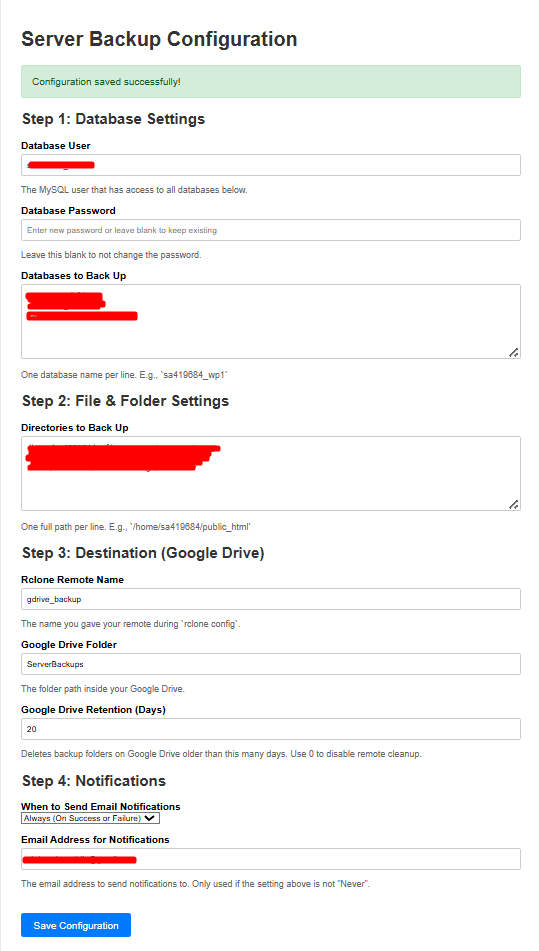 Server Backup Configuration
Configuration saved successfully!
Step 1: Database Settings
Database User
The MySQL user that has access to all databases below.
Database Password
Enter new password or leave blank to keep existing
Leave this blank to not change the password.
Databases to Back Up
One database name per line. E.g., `sa419684_wp1`
Step 2: File & Folder Settings
Directories to Back Up
One full path per line. E.g., `/home/sa419684/public_html`
Step 3: Destination (Google Drive)
Rclone Remote Name
gdrive_backup
The name you gave your remote during `rclone config`.
Google Drive Folder
ServerBackups
The folder path inside your Google Drive.
Google Drive Retention (Days)
20
Deletes backup folders on Google Drive older than this many days. Use 0 to disable remote cleanup.
Step 4: Notifications
When to Send Email Notifications
Always (On Success or Failure)
Email Address for Notifications
The email address to send notifications to. Only used if the setting above is not "Never".
Save Configuration